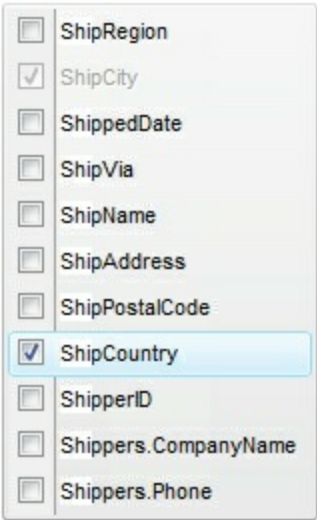 ShipRegion
ShipCity
ShippedDate
ShipVia
ShipName
ShipAddress
ShipPostalCode
ShipCountry
ShipperID
Shippers.CompanyName
Shippers.Phone